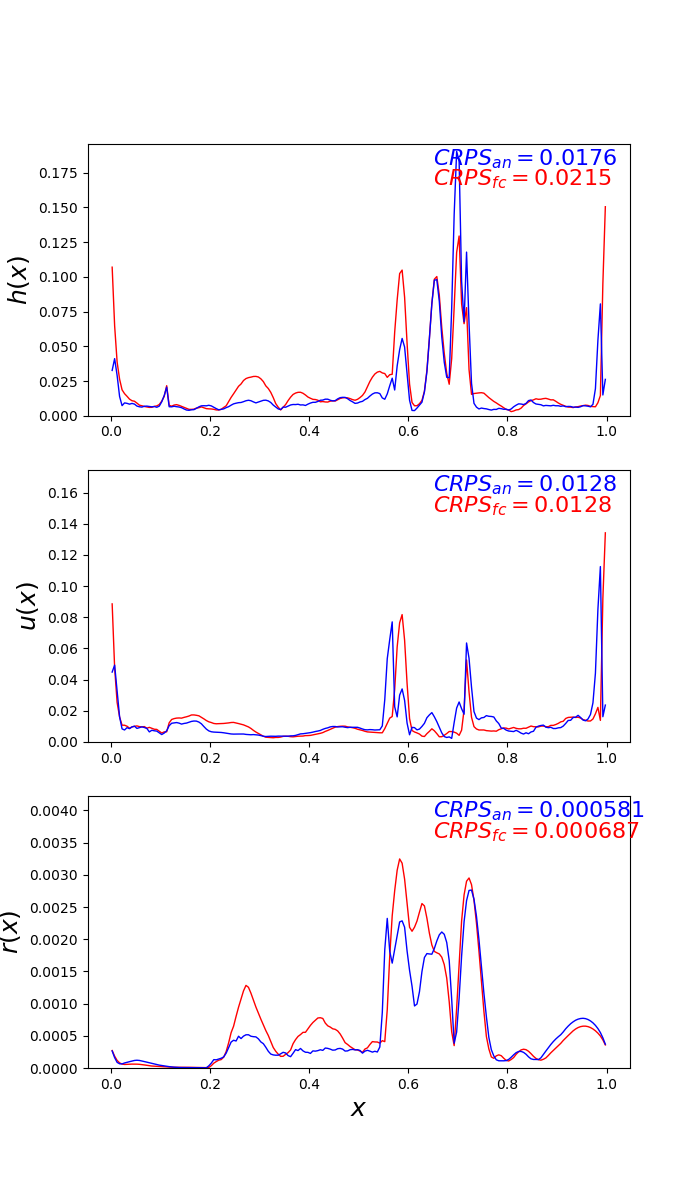 CRPS_an = 0.0176
CRPS_fc = 0.0215
h(x)
0.175
0.150
0.125
0.100
0.075
0.050
0.025
0.000
0.0 0.2 0.4 0.6 0.8 1.0
CRPS_an = 0.0128
CRPS_fc = 0.0128
u(x)
0.16
0.14
0.12
0.10
0.08
0.06
0.04
0.02
0.00
0.0 0.2 0.4 0.6 0.8 1.0
CRPS_an = 0.000581
CRPS_fc = 0.000687
r(x)
0.0040
0.0035
0.0030
0.0025
0.0020
0.0015
0.0010
0.0005
0.0000
0.0 0.2 0.4 0.6 0.8 1.0
x